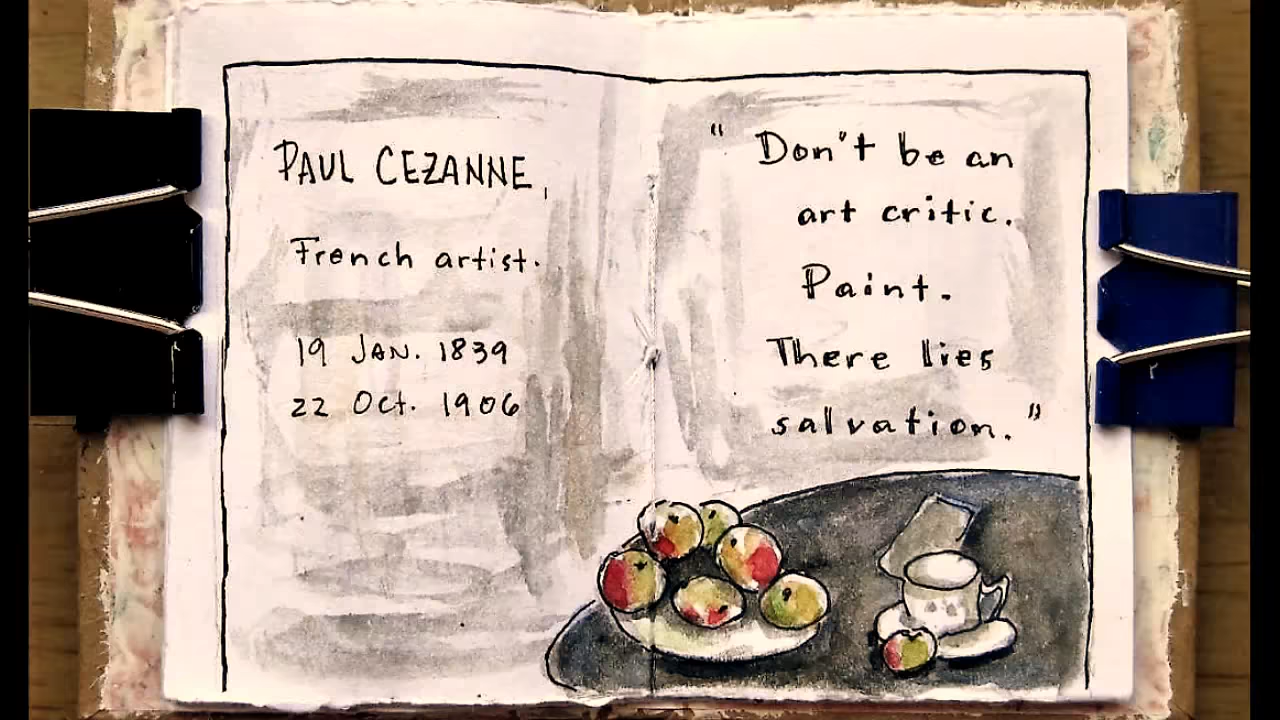 PAUL CEZANNE,
French artist.
19 JAN. 1839
22 Oct. 1906
"Don't be an
art critic.
Paint.
There lies
salvation."